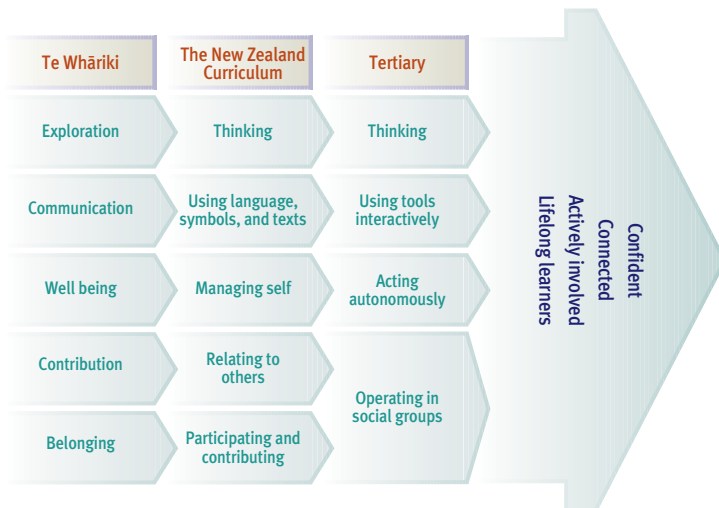 Te Whāriki
The New Zealand
Curriculum
Tertiary
Exploration
Thinking
Thinking
Communication
Using language,
symbols, and texts
Using tools
interactively
Well being
Managing self
Acting
autonomously
Contribution
Relating to
others
Operating in
social groups
Belonging
Participating and
contributing
Confident
Connected
Actively involved
Lifelong learners